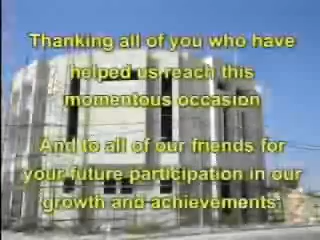 Thanking all of you who have
helped us reach this
momentous occasion
And to all of our friends for
your future participation in our
growth and achievements.